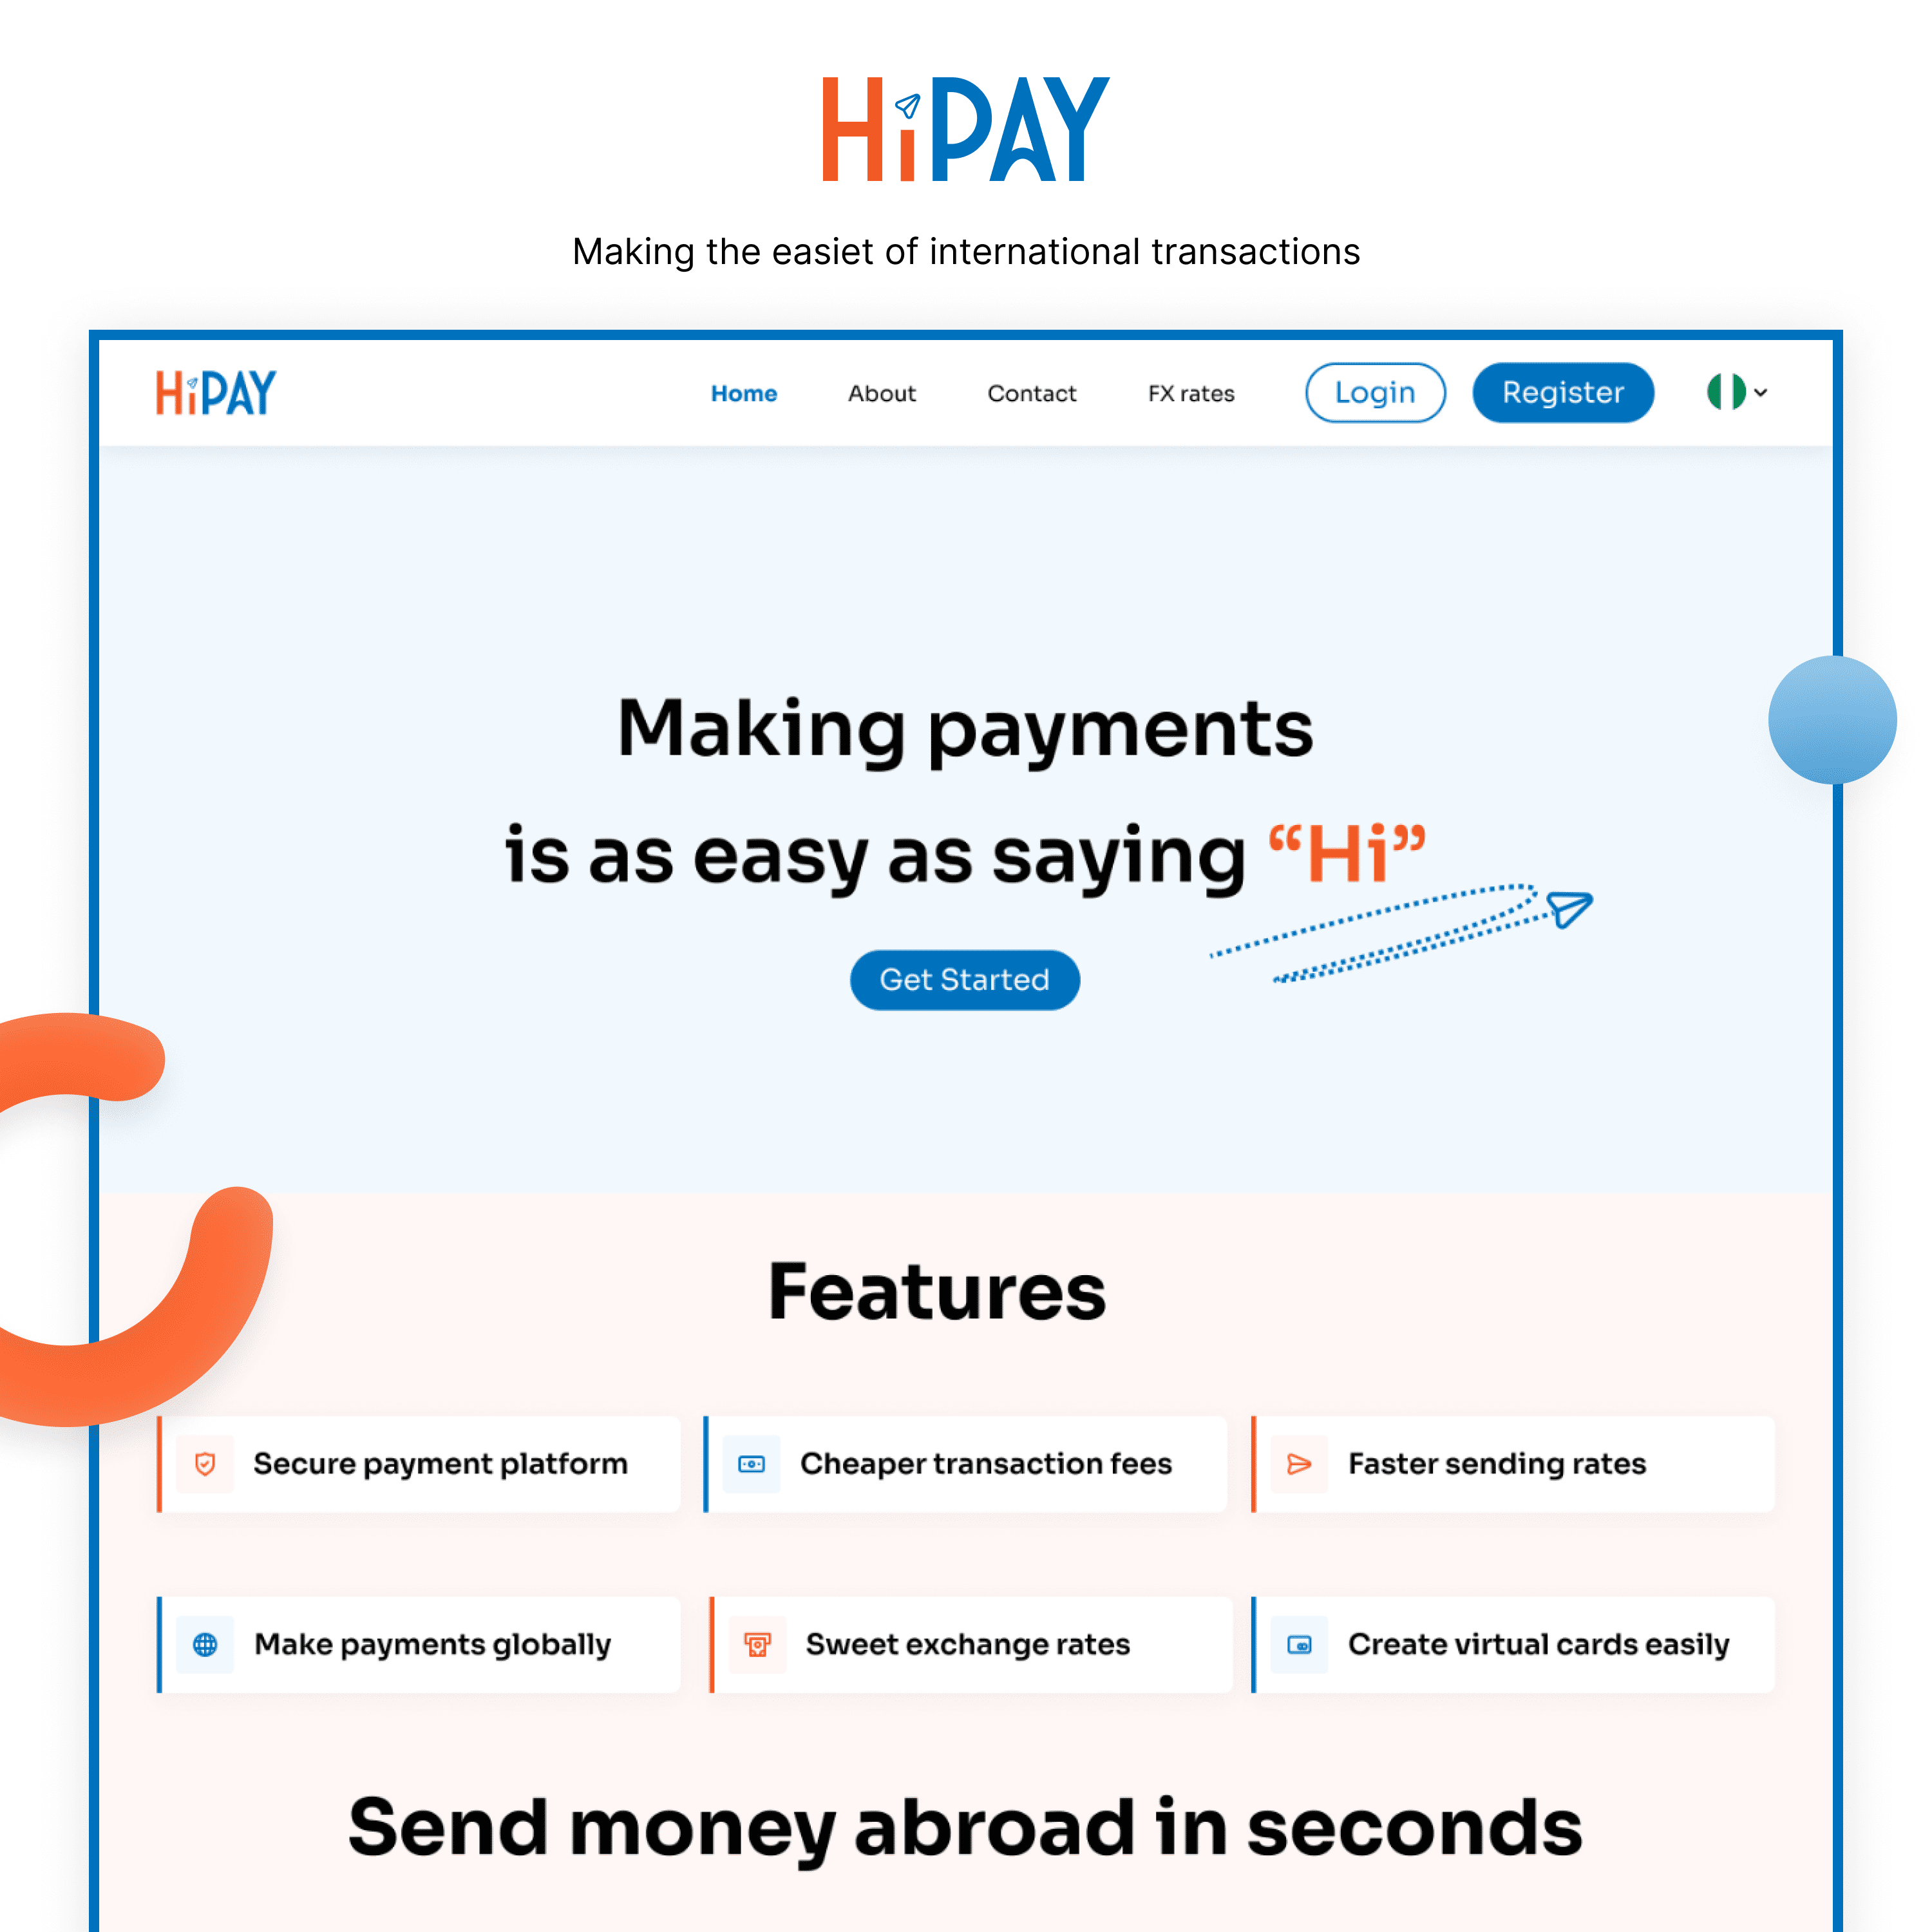 HiPAY
Making the easiet of international transactions
HiPAY
Home
About
Contact
FX rates
Login
Register
Making payments
is as easy as saying “Hi”
Get Started
Features
Secure payment platform
Cheaper transaction fees
Faster sending rates
Make payments globally
Sweet exchange rates
Create virtual cards easily
Send money abroad in seconds